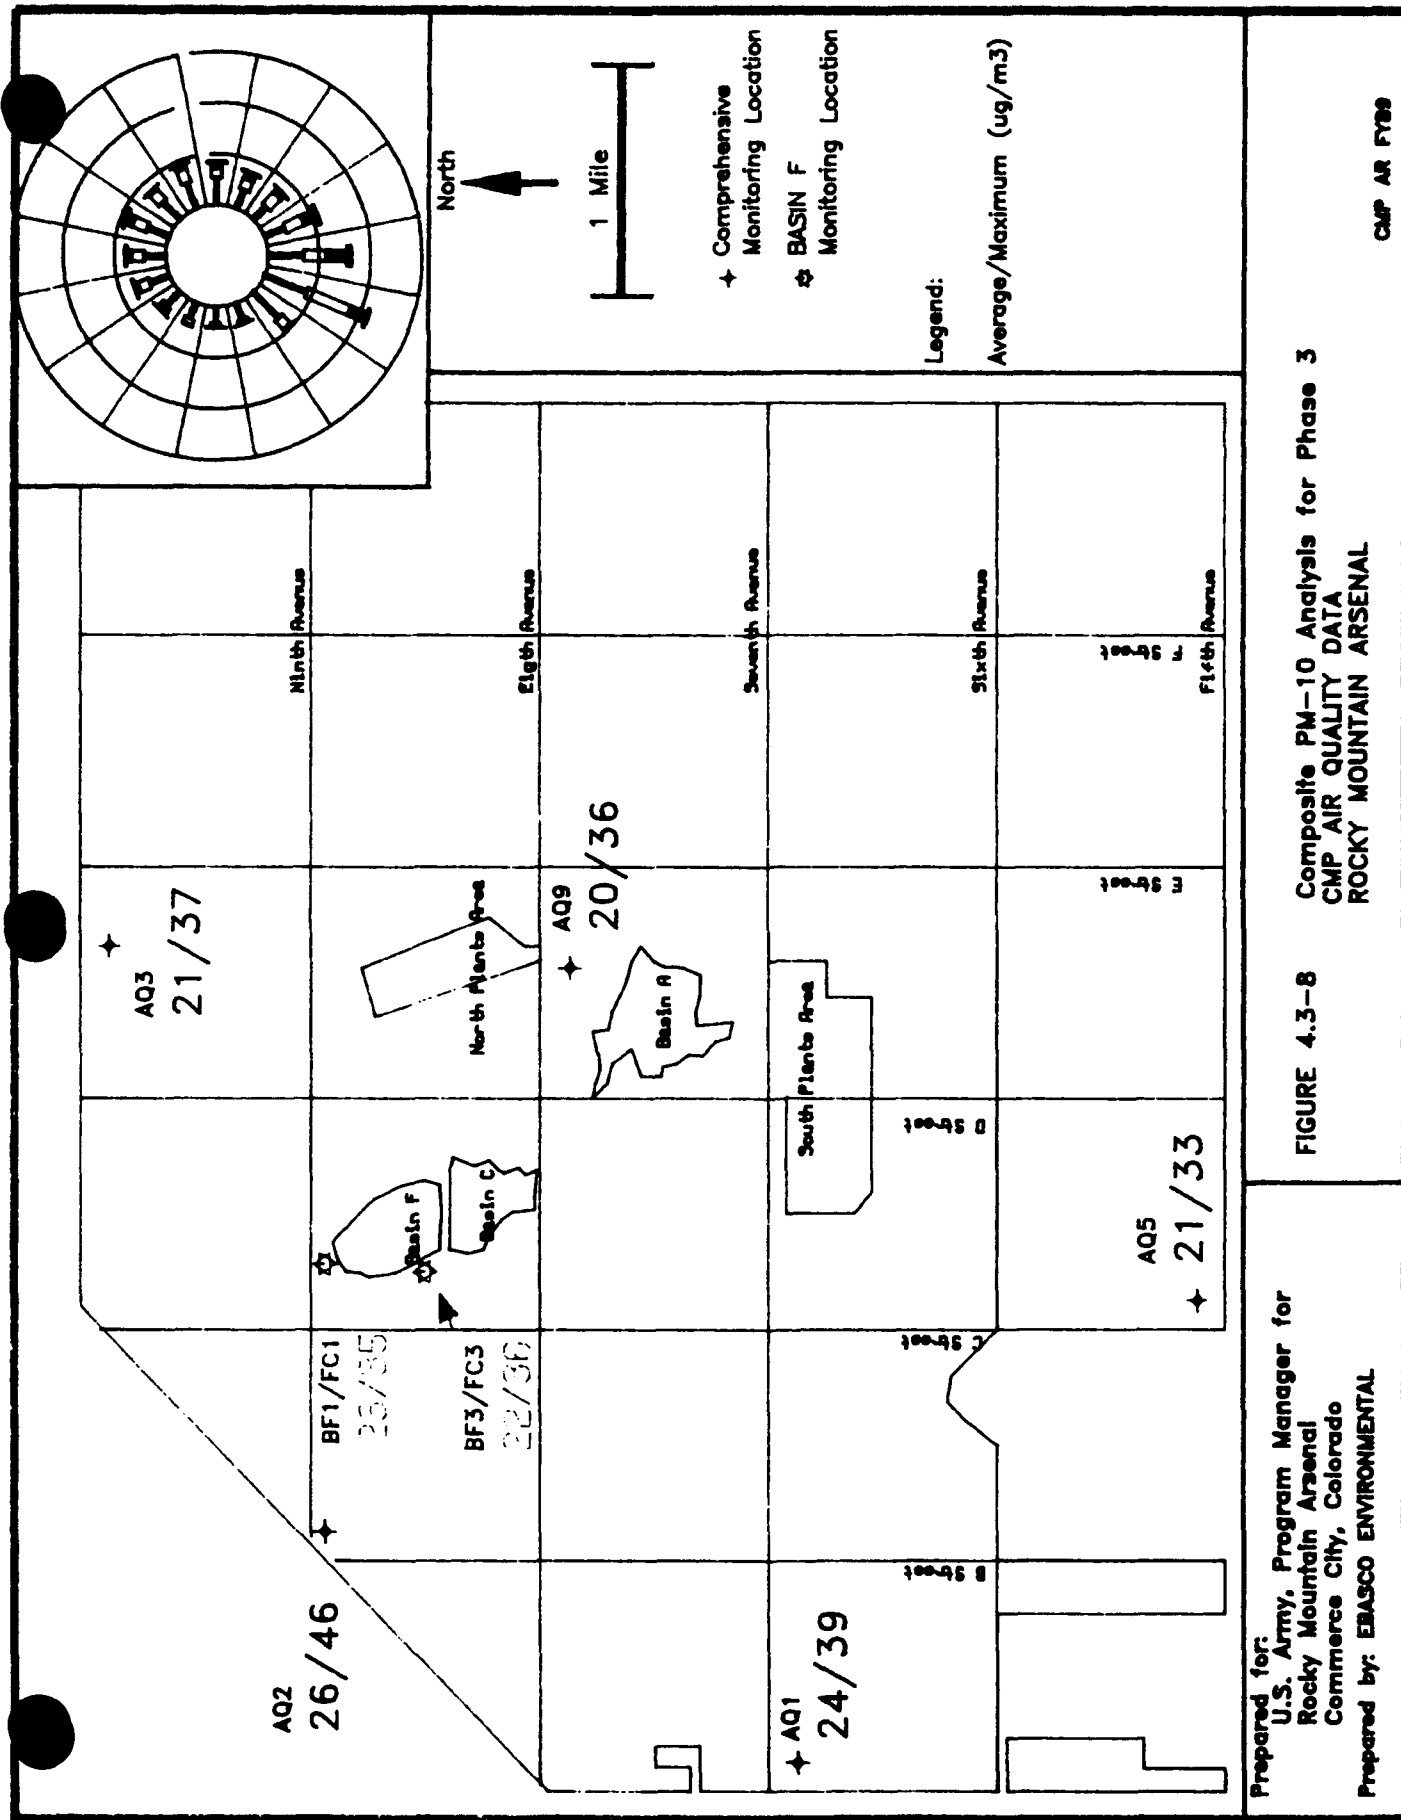 North
1 Mile
Comprehensive
Monitoring Location
BASIN F
Monitoring Location
Legend:
Average/Maximum (ug/m3)
AQ3
21/37
Ninth Avenue
AQ2
26/46
BF1/FC1
BF3/FC3
Basin F
Basin C
North Plants Area
Eigth Avenue
AQ9
20/36
Basin A
Seventh Avenue
AQ1
24/39
South Plants Area
B Street
C Street
D Street
E Street
F Street
Sixth Avenue
AQ5
21/33
Fifth Avenue
Prepared for:
U.S. Army, Program Manager for
Rocky Mountain Arsenal
Commerce City, Colorado
Prepared by: EBASCO ENVIRONMENTAL
FIGURE 4.3-8 Composite PM-10 Analysis for Phase 3
CMP AIR QUALITY DATA
ROCKY MOUNTAIN ARSENAL
CMP AR FY89